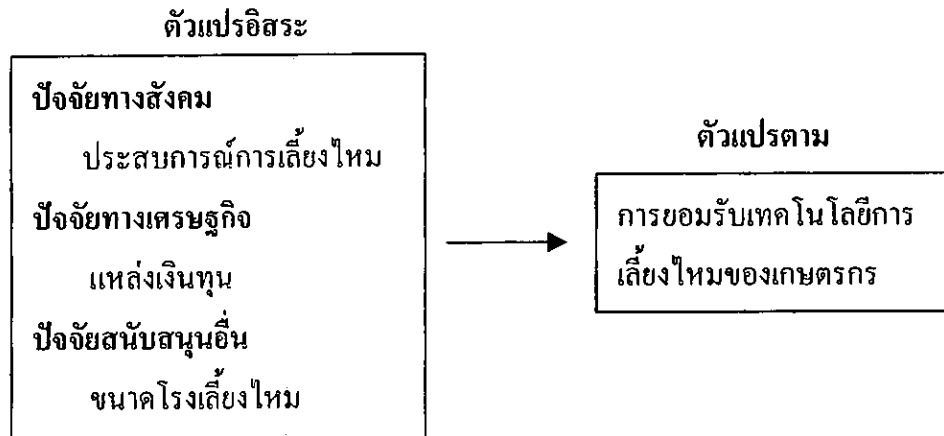 ตัวแปรอิสระ
ปัจจัยทางสังคม
ประสบการณ์การเลี้ยงไหม
ปัจจัยทางเศรษฐกิจ
แหล่งเงินทุน
ปัจจัยสนับสนุนอื่น
ขนาดโรงเลี้ยงไหม
ตัวแปรตาม
การยอมรับเทคโนโลยีการ
เลี้ยงไหมของเกษตรกร